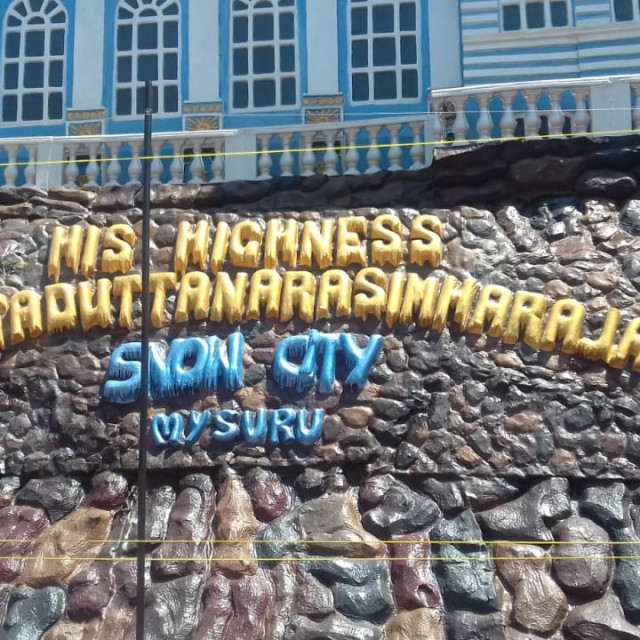 HIS HIGHNESS
ADUTTANARASIMHARAJA
SNOW CITY
MYSURU